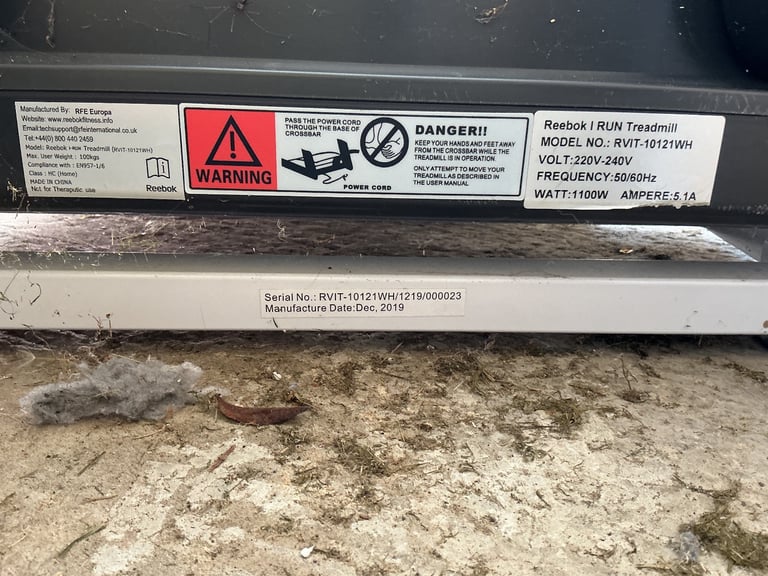 Manufactured By: RFE Europa
Website: www.reebokfitness.info
Email:techsupport@rfeinternational.co.uk
Tel:+44(0) 800 440 2459
Model: Reebok I-RUN Treadmill (RVIT-10121WH)
Max. User Weight : 100kgs
Compliance with : EN957-1/6
Class : HC (Home)
MADE IN CHINA
Not for Therapeutic use
Reebok
WARNING
PASS THE POWER CORD
THROUGH THE BASE OF
CROSSBAR
POWER CORD
DANGER!!
KEEP YOUR HANDS AND FEET AWAY
FROM THE CROSSBAR WHILE THE
TREADMILL IS IN OPERATION.
ONLY ATTEMPT TO MOVE YOUR
TREADMILL AS DESCRIBED IN
THE USER MANUAL
Reebok I RUN Treadmill
MODEL NO.: RVIT-10121WH
VOLT:220V-240V
FREQUENCY:50/60Hz
WATT:1100W AMPERE:5.1A
Serial No.: RVIT-10121WH/1219/000023
Manufacture Date:Dec, 2019